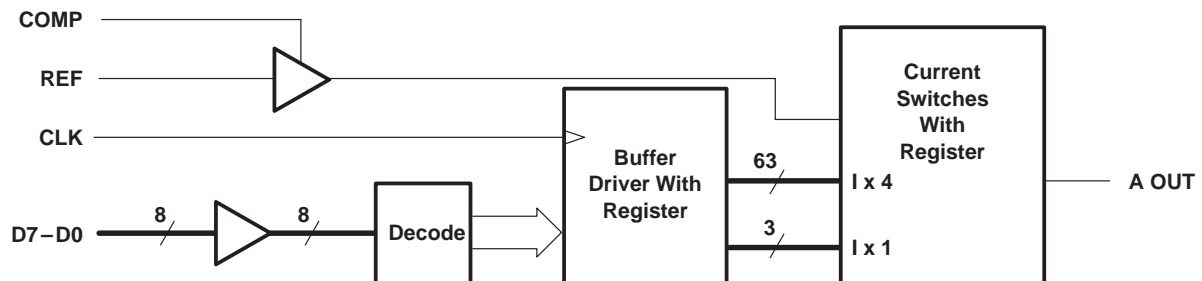 COMP
REF
CLK
D7–D0
8
8
Decode
Buffer
Driver With
Register
63
3
I x 4
I x 1
Current
Switches
With
Register
A OUT